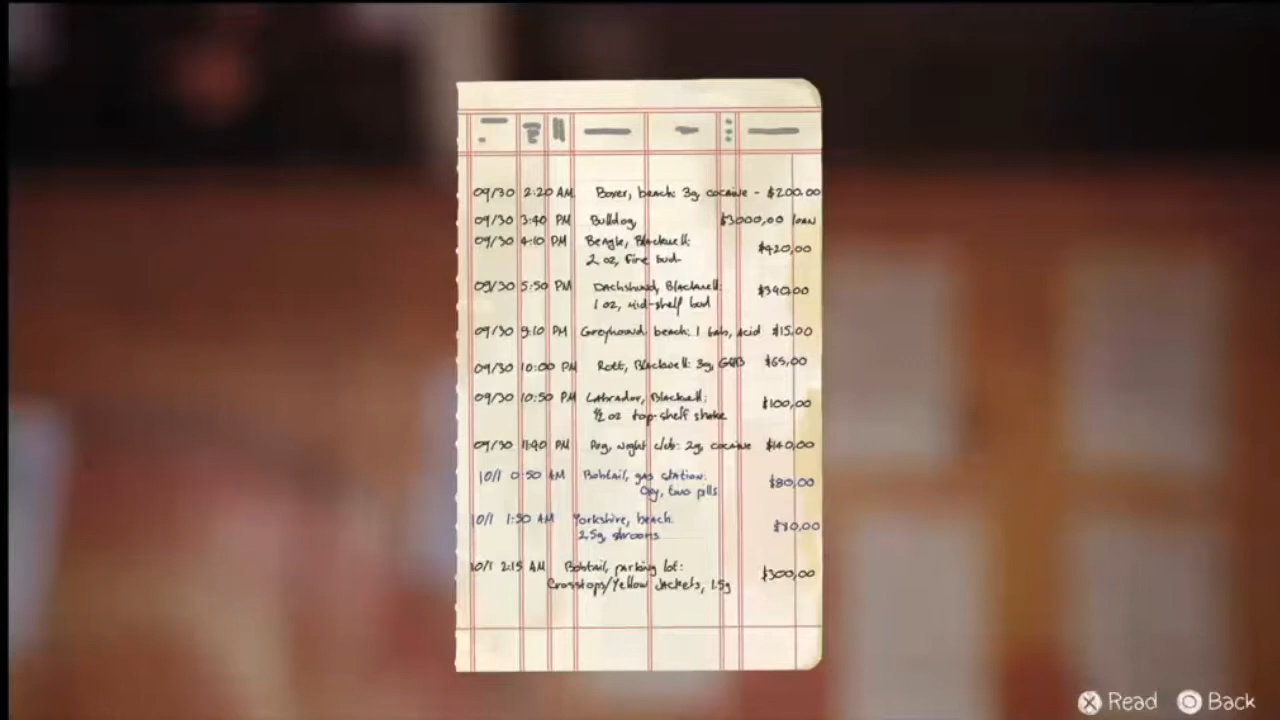 09/30 2:20 AM Boxer, beach: 3g, cocaine - $200.00
09/30 3:40 PM Bulldog, $3000,00 loan
09/30 4:10 PM Beagle, Blackwell: $420,00
2 oz, fire bud
09/30 5:50 PM Dachshund, Blackwell: $340,00
1 oz, mid-shelf bud
09/30 9:10 PM Greyhound, beach: 1 tab, acid $15.00
09/30 10:00 PM Rott, Blackwell: 3g, GHB $65,00
09/30 10:50 PM Labrador, Blackwell: $100,00
1/2 oz top-shelf shake
09/30 11:40 PM Pug, night club: 2g, cocaine $140,00
10/1 0:50 AM Bobtail, gas station: $80,00
Oxy, two pills
10/1 1:50 AM Yorkshire, beach:
2,5g, shrooms
10/1 2:15 AM Bobtail, parking lot: $300,00
Crosstops/Yellow Jackets, 1.5g
Read Back